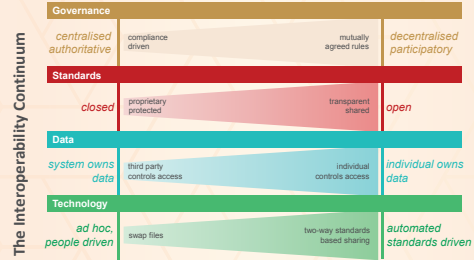 The Interoperability Continuum
Governance
centralised
authoritative
compliance
driven
mutually
agreed rules
decentralised
participatory
Standards
closed
proprietary
protected
transparent
shared
open
Data
system owns
data
third party
controls access
individual
controls access
individual owns
data
Technology
ad hoc,
people driven
swap files
two-way standards
based sharing
automated
standards driven